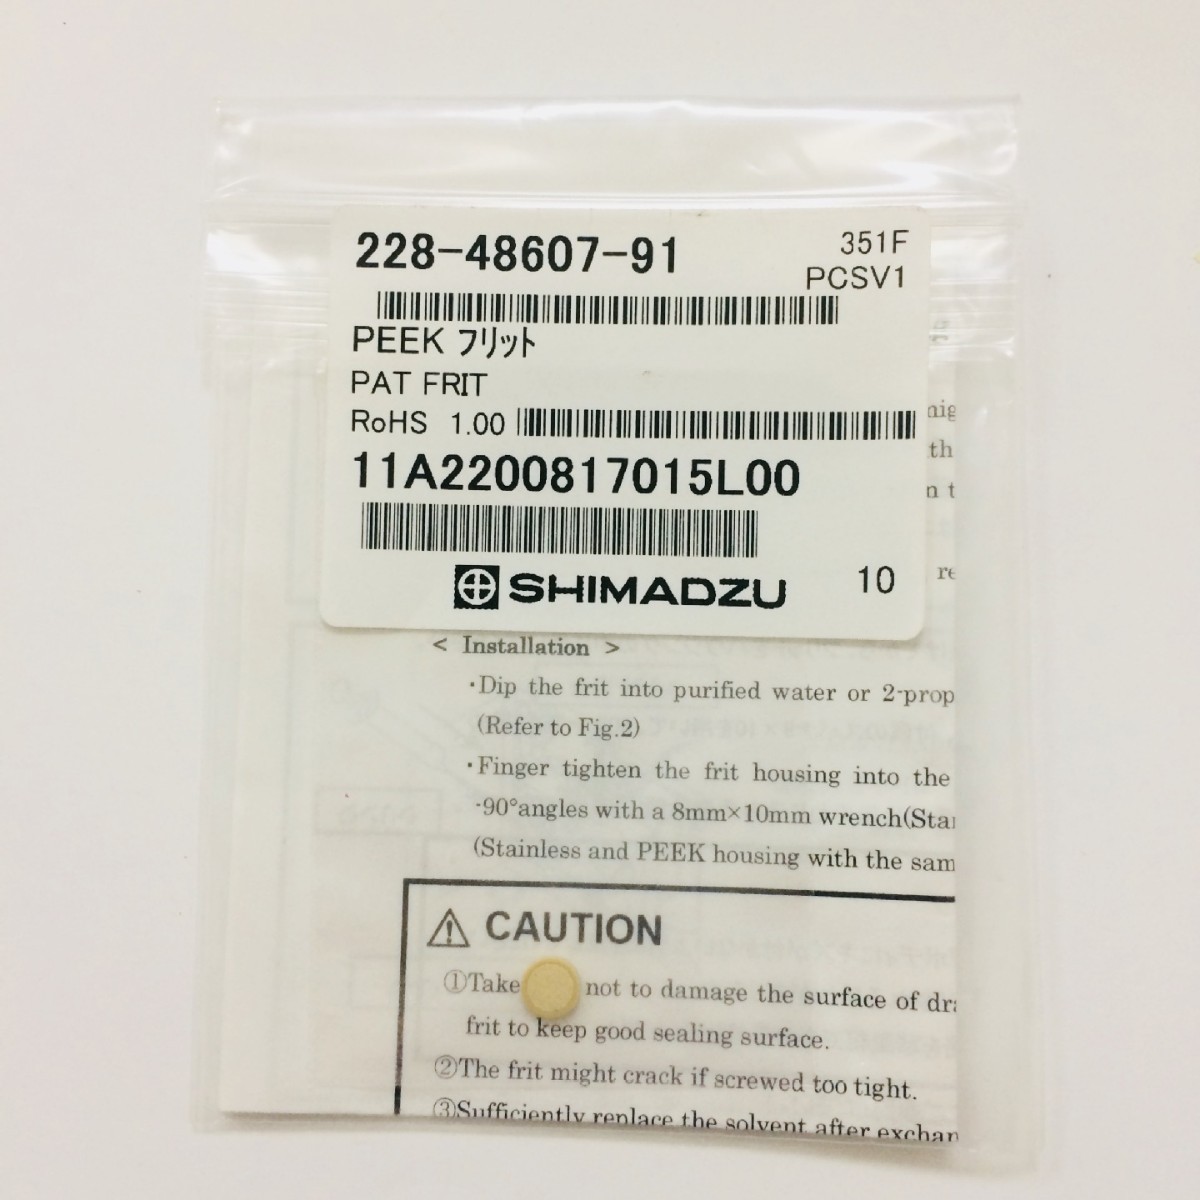 228-48607-91
351F
PCSV1
PEEK フリット
PAT FRIT
RoHS 1.00
11A2200817015L00
SHIMADZU
10
th
n t
re
< Installation >
・Dip the frit into purified water or 2-prop
(Refer to Fig.2)
・Finger tighten the frit housing into the
-90°angles with a 8mm×10mm wrench(Sta
(Stainless and PEEK housing with the sam
CAUTION
①Take not to damage the surface of dr
frit to keep good sealing surface.
②The frit might crack if screwed too tight.
③Sufficiently replace the solvent after exchan